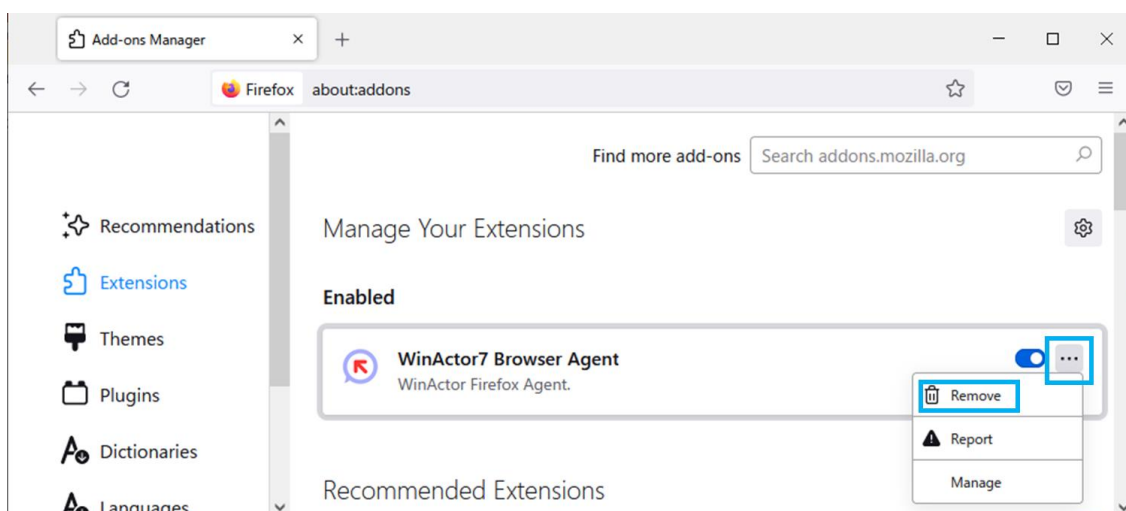 Add-ons Manager
Firefox about:addons
Find more add-ons Search addons.mozilla.org
Recommendations
Extensions
Themes
Plugins
Dictionaries
Languages
Manage Your Extensions
Enabled
WinActor7 Browser Agent
WinActor Firefox Agent.
Remove
Report
Manage
Recommended Extensions